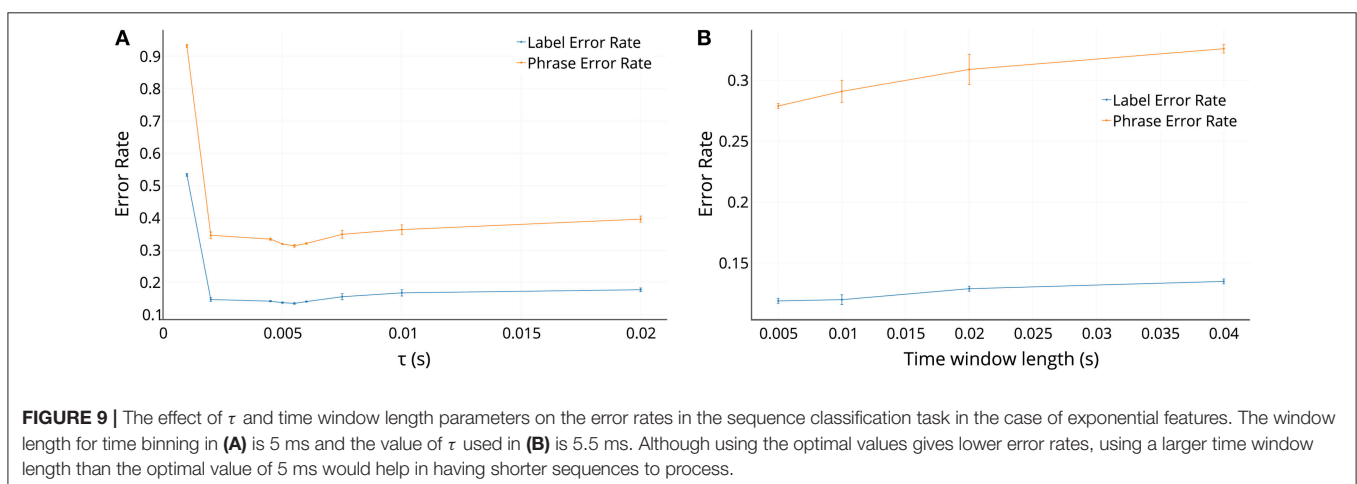 A
Label Error Rate
Phrase Error Rate
0.9
0.8
0.7
0.6
0.5
0.4
0.3
0.2
0.1
Error Rate
0
0.005
0.01
0.015
0.02
τ (s)
B
Label Error Rate
Phrase Error Rate
0.3
0.25
0.2
0.15
Error Rate
0.005
0.01
0.015
0.02
0.025
0.03
0.035
0.04
Time window length (s)
FIGURE 9 | The effect of τ and time window length parameters on the error rates in the sequence classification task in the case of exponential features. The window
length for time binning in (A) is 5 ms and the value of τ used in (B) is 5.5 ms. Although using the optimal values gives lower error rates, using a larger time window
length than the optimal value of 5 ms would help in having shorter sequences to process.